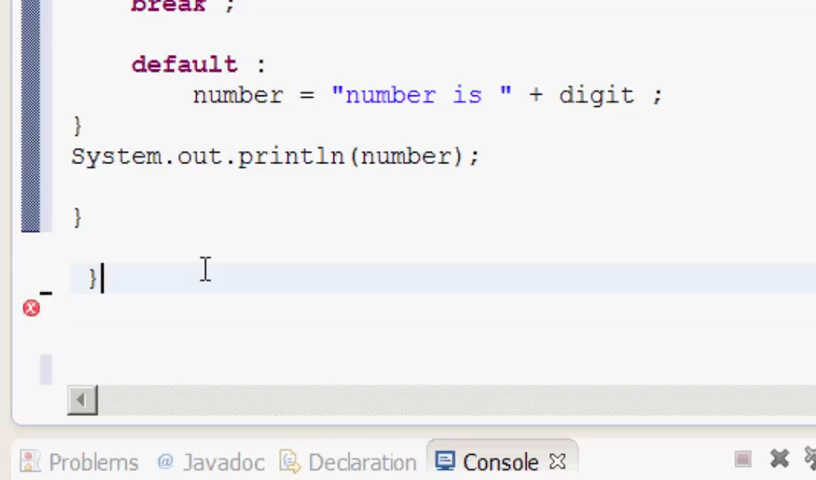 break ;
default :
number = "number is " + digit ;
}
System.out.println(number);
}
}
Problems @ Javadoc Declaration Console